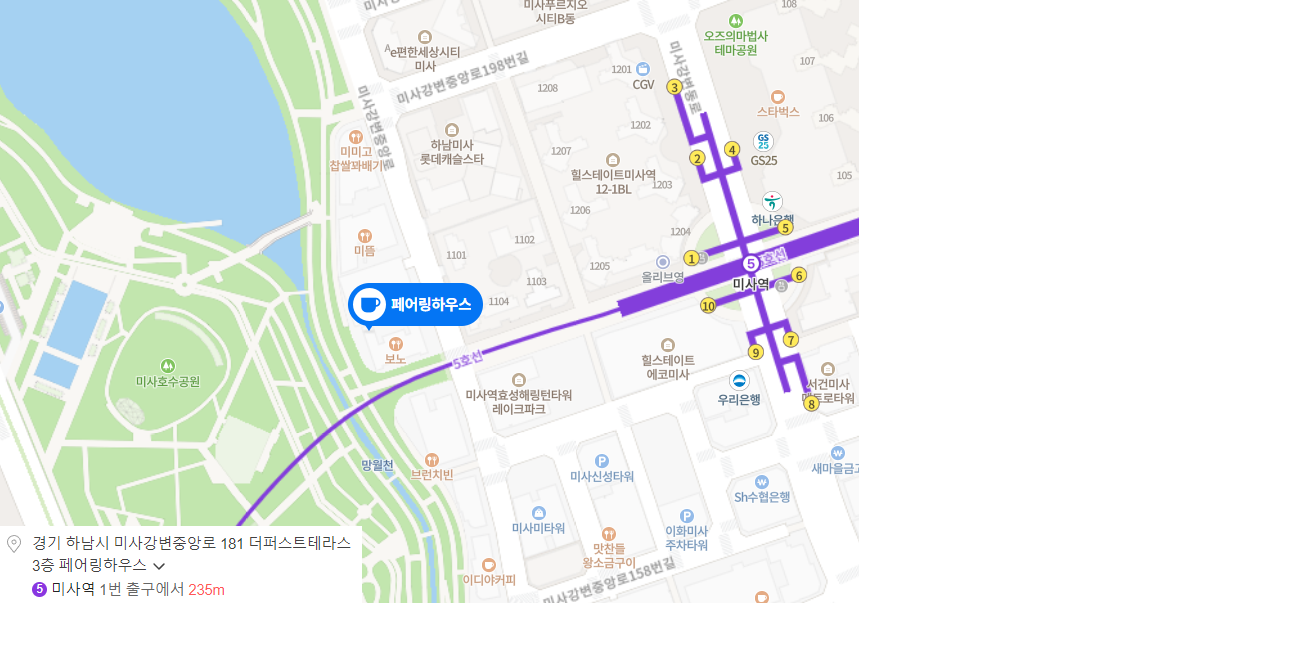 미사푸르지오
시티B동
108
오즈의마법사
테마공원
e편한세상시티
미사
미사강변중앙로198번길
미사강변동로
1201
CGV
107
3
1208
스타벅스
106
미사강변중앙로
1202
GS
25
GS25
4
2
미미고
찹쌀꽈배기
하남미사
롯데캐슬스타
1207
힐스테이트미사역
12-1BL
1203
105
1206
하나은행
5
1204
미뜸
1102
1101
1
1205
올리브영
5
5호선
미사역
6
1103
1104
10
페어링하우스
보노
5호선
힐스테이트
에코미사
9
7
미사호수공원
미사역효성해링턴타워
레이크파크
우리은행
서건미사
메트로타워
8
망월천
브런치빈
P
미사신성타워
새마을금고
Sh수협은행
미사미타워
P
이화미사
주차타워
맛찬들
왕소금구이
이디야커피
미사강변중앙로158번길
경기 하남시 미사강변중앙로 181 더퍼스트테라스
3층 페어링하우스
5 미사역 1번 출구에서 235m